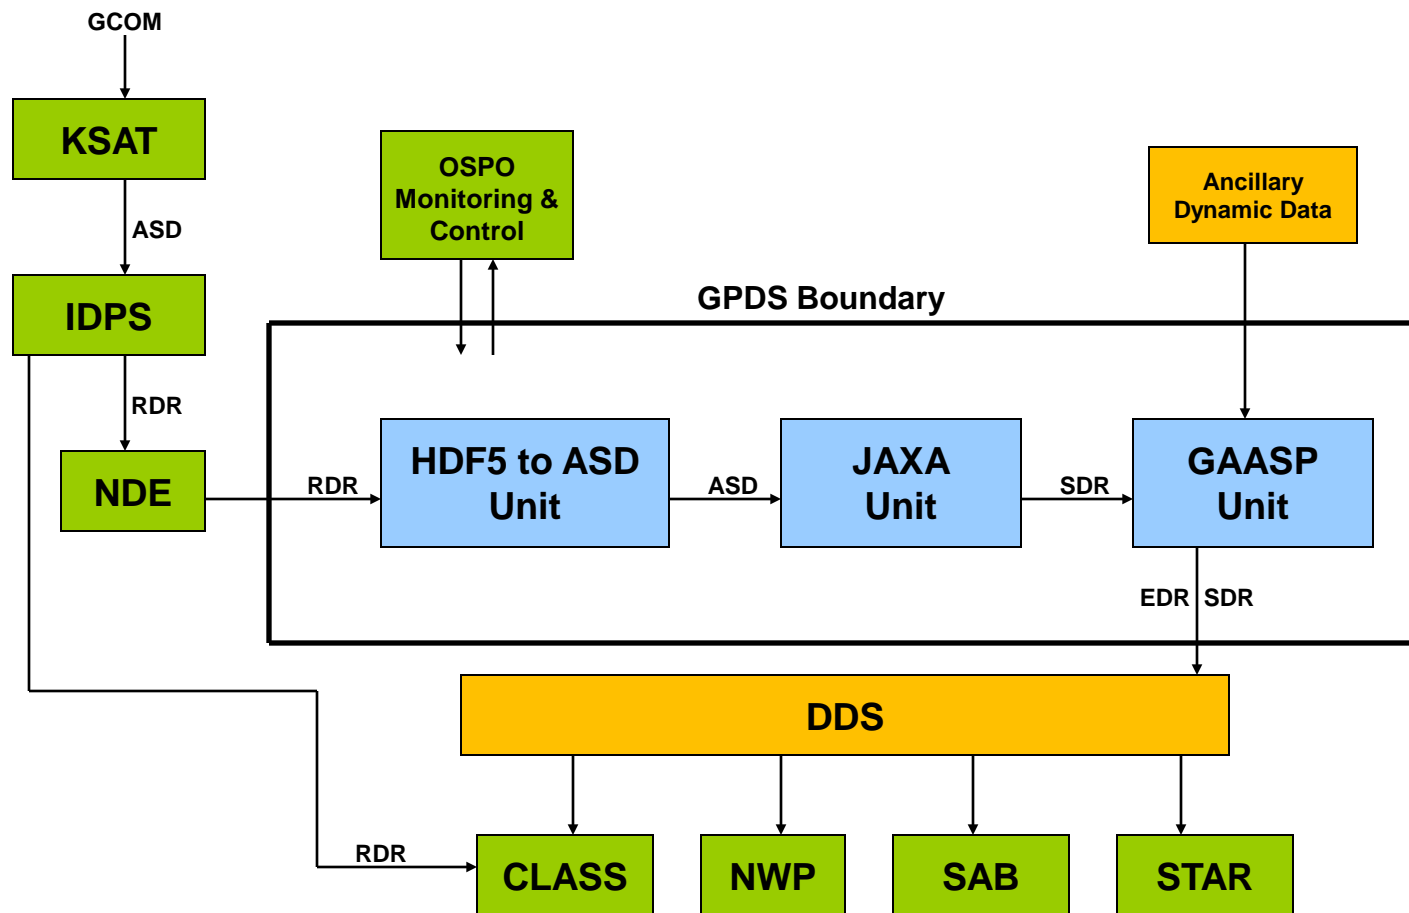 GCOM
KSAT
ASD
IDPS
RDR
NDE
OSPO
Monitoring &
Control
Ancillary
Dynamic Data
GPDS Boundary
RDR
HDF5 to ASD
Unit
ASD
JAXA
Unit
SDR
GAASP
Unit
EDR SDR
DDS
RDR
CLASS
NWP
SAB
STAR